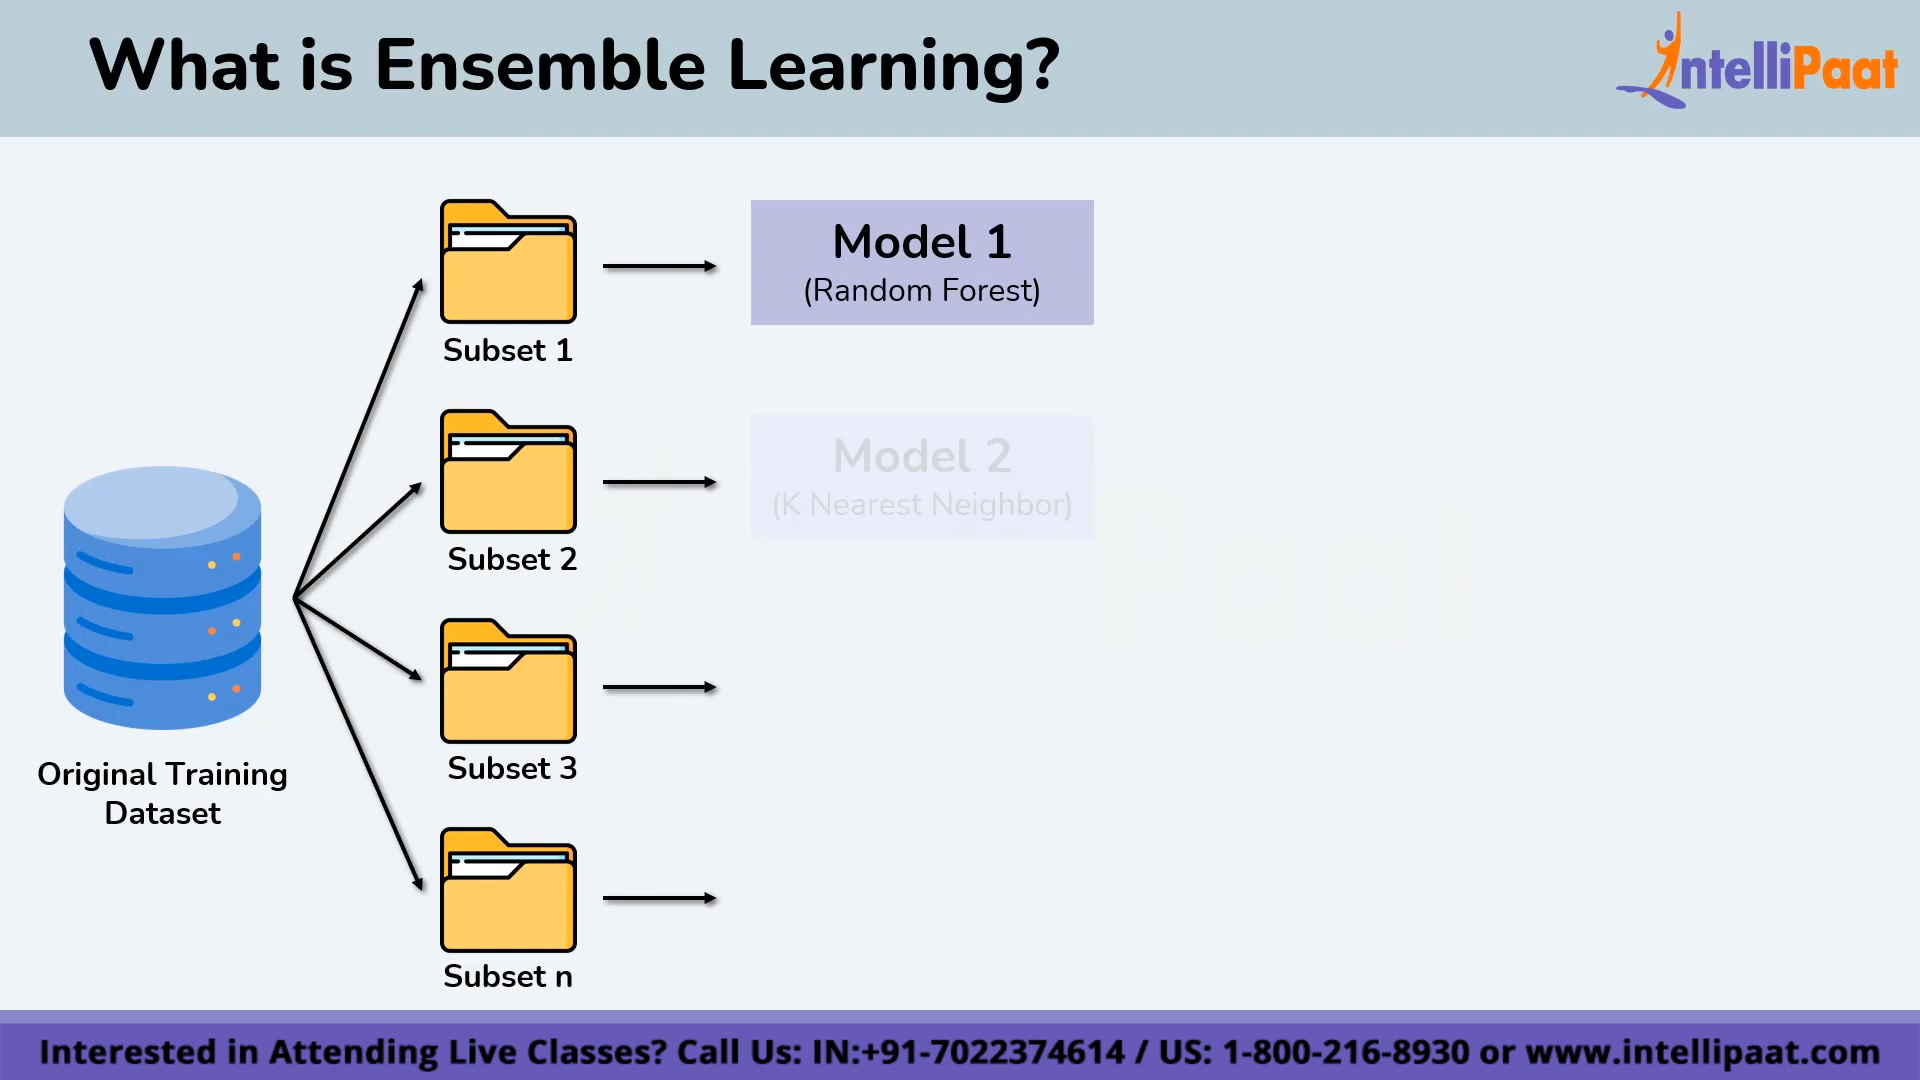 What is Ensemble Learning?
IntelliPaat
Model 1
(Random Forest)
Subset 1
Model 2
(K Nearest Neighbor)
Subset 2
Subset 3
Original Training
Dataset
Subset n
Interested in Attending Live Classes? Call Us: IN:+91-7022374614 / US: 1-800-216-8930 or www.intellipaat.com